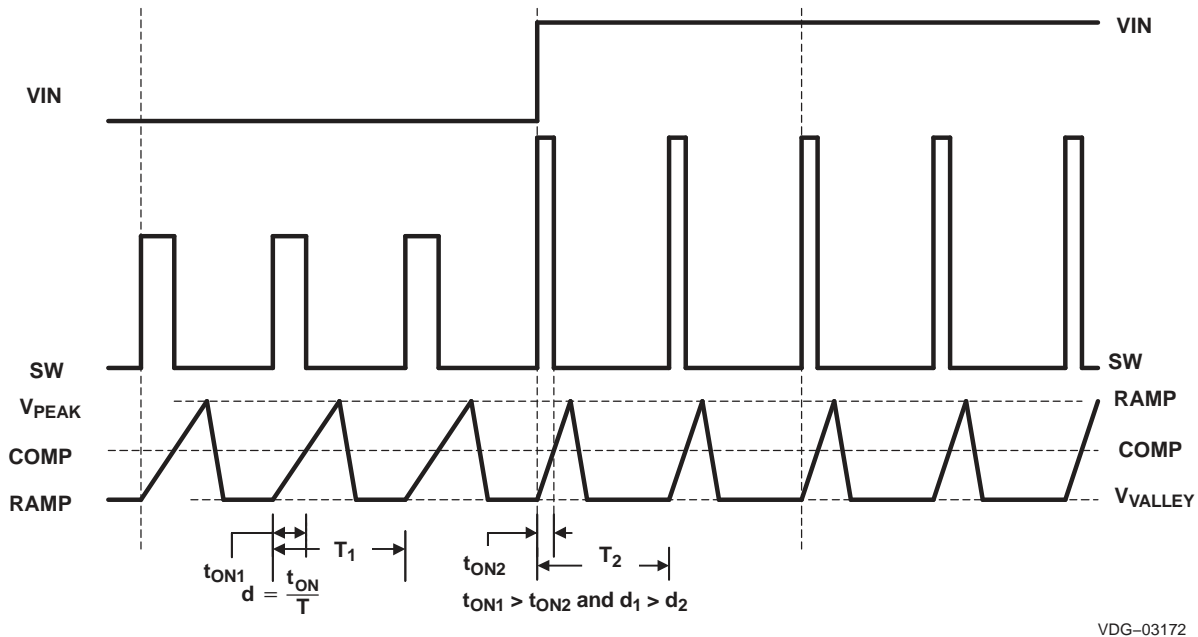 VIN
VIN
SW
SW
VPEAK
RAMP
COMP
COMP
RAMP
VVALLEY
tON1
T1
tON2
T2
d = tON
T
tON1 > tON2 and d1 > d2
VDG–03172